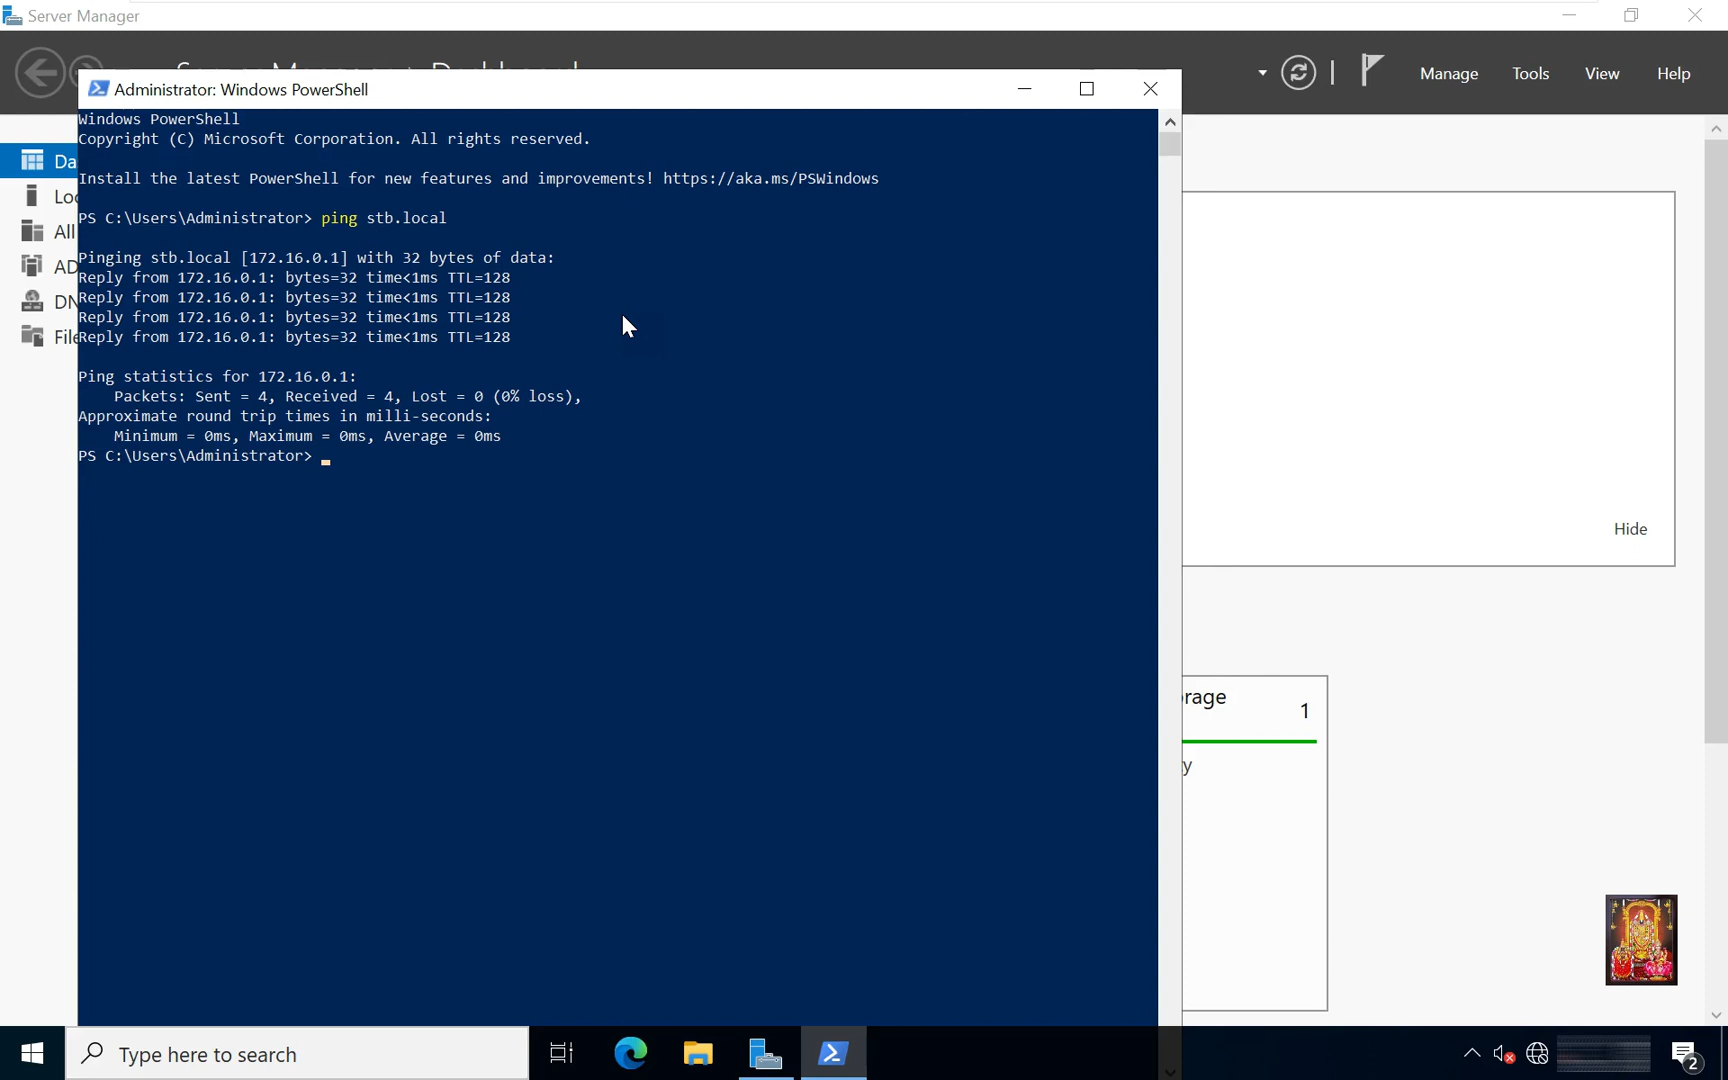 Server Manager
Manage
Tools
View
Help
Administrator: Windows PowerShell
Windows PowerShell
Copyright (C) Microsoft Corporation. All rights reserved.
Install the latest PowerShell for new features and improvements! https://aka.ms/PSWindows
PS C:\Users\Administrator> ping stb.local
Pinging stb.local [172.16.0.1] with 32 bytes of data:
Reply from 172.16.0.1: bytes=32 time<1ms TTL=128
Reply from 172.16.0.1: bytes=32 time<1ms TTL=128
Reply from 172.16.0.1: bytes=32 time<1ms TTL=128
Reply from 172.16.0.1: bytes=32 time<1ms TTL=128
Ping statistics for 172.16.0.1:
Packets: Sent = 4, Received = 4, Lost = 0 (0% loss),
Approximate round trip times in milli-seconds:
Minimum = 0ms, Maximum = 0ms, Average = 0ms
PS C:\Users\Administrator>
Da
Loc
All
AD
DN
File
Hide
rage
1
y
Type here to search
2